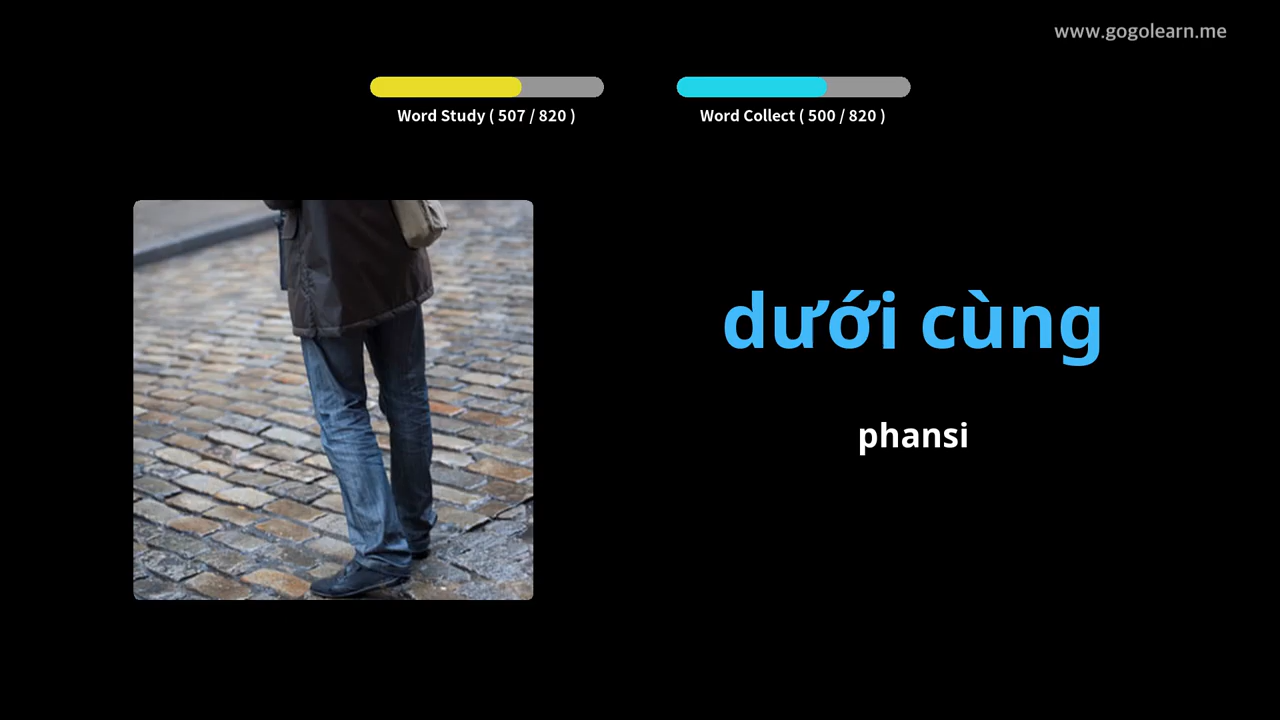 www.gogolearn.me
Word Study ( 507 / 820 )
Word Collect ( 500 / 820 )
dưới cùng
phansi